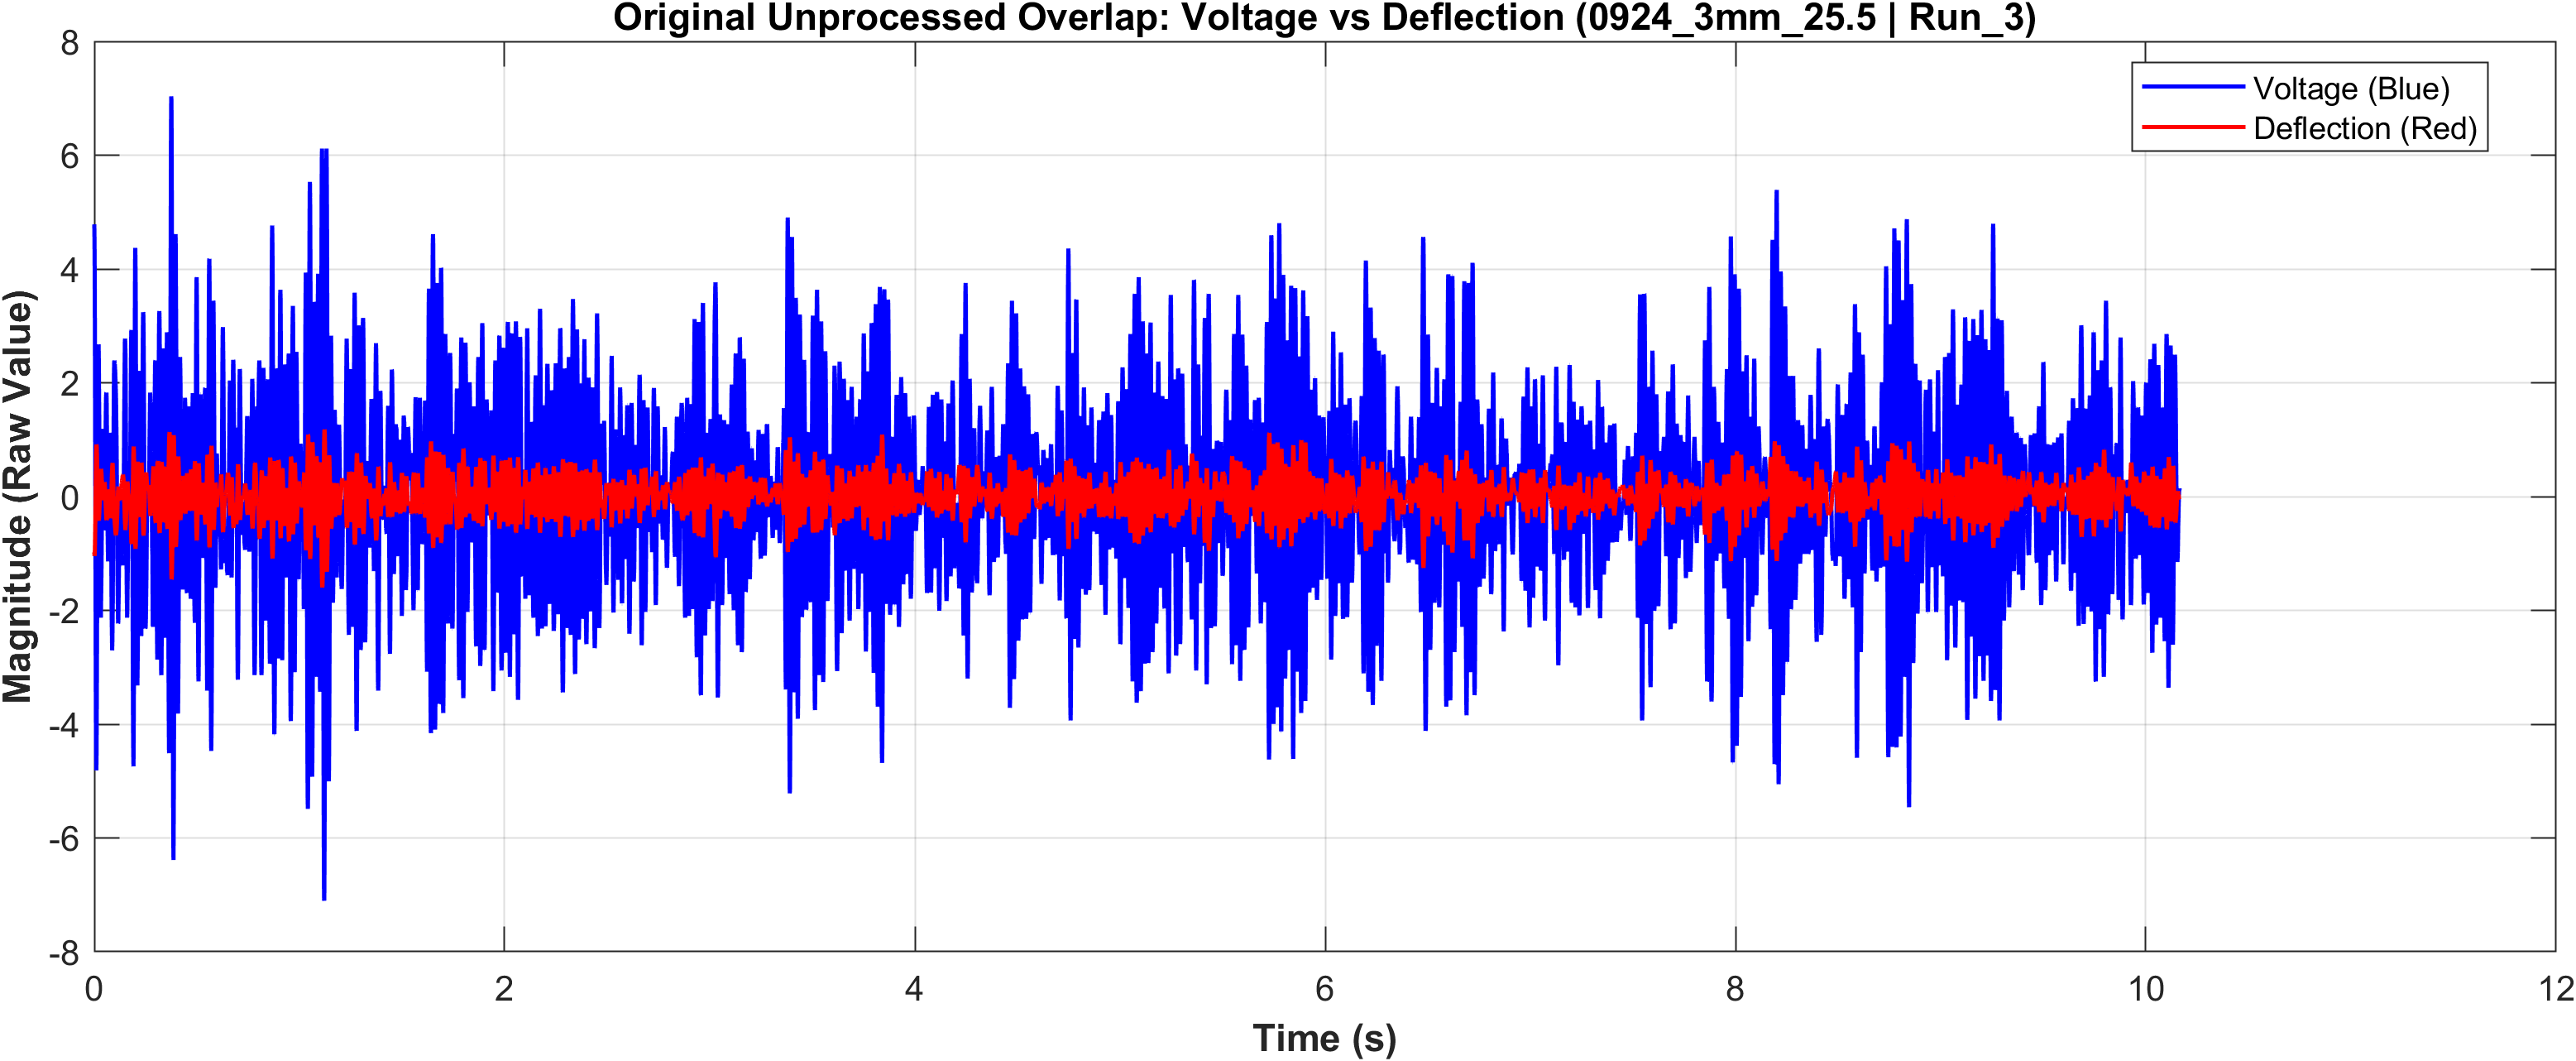 Original Unprocessed Overlap: Voltage vs Deflection (0924_3mm_25.5 | Run_3)
Voltage (Blue)
Deflection (Red)
8
6
4
2
0
-2
-4
-6
-8
Magnitude (Raw Value)
0 2 4 6 8 10 12
Time (s)